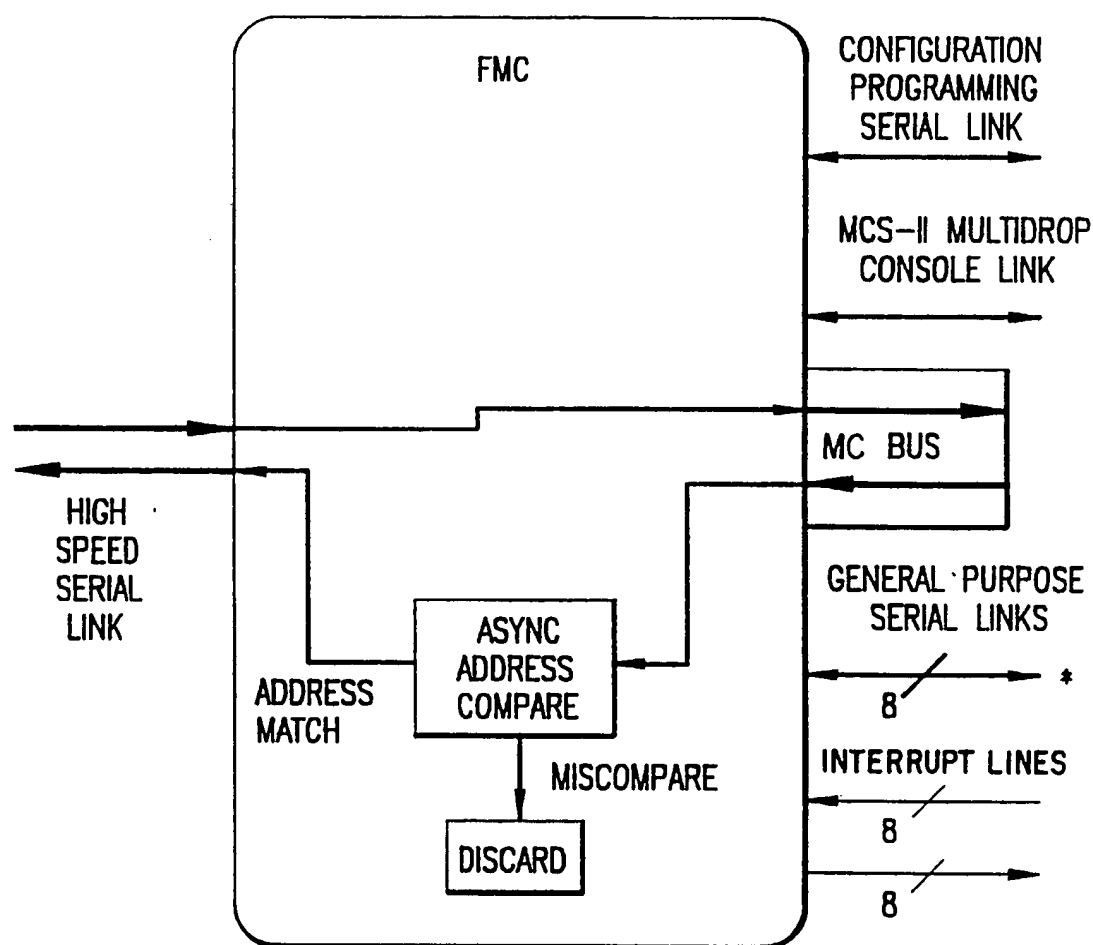 FMC
CONFIGURATION
PROGRAMMING
SERIAL LINK
MCS-II MULTIDROP
CONSOLE LINK
MC BUS
HIGH
SPEED
SERIAL
LINK
GENERAL PURPOSE
SERIAL LINKS
8
*
ASYNC
ADDRESS
COMPARE
ADDRESS
MATCH
MISCOMPARE
DISCARD
INTERRUPT LINES
8
8